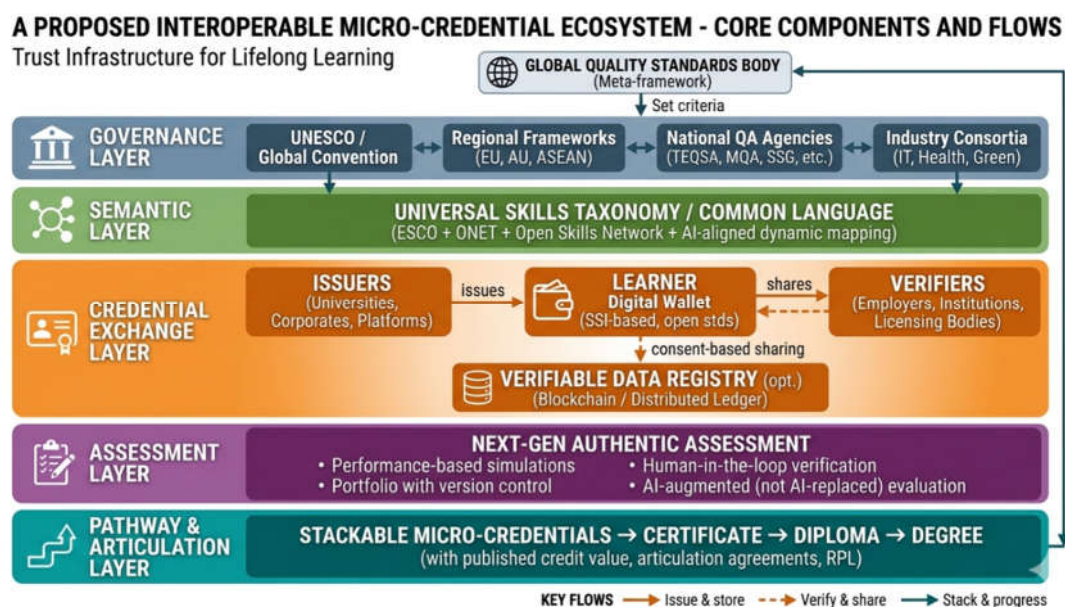 A PROPOSED INTEROPERABLE MICRO-CREDENTIAL ECOSYSTEM - CORE COMPONENTS AND FLOWS
Trust Infrastructure for Lifelong Learning
GLOBAL QUALITY STANDARDS BODY
(Meta-framework)
Set criteria
GOVERNANCE
LAYER
UNESCO /
Global Convention
Regional Frameworks
(EU, AU, ASEAN)
National QA Agencies
(TEQSA, MQA, SSG, etc.)
Industry Consortia
(IT, Health, Green)
SEMANTIC
LAYER
UNIVERSAL SKILLS TAXONOMY / COMMON LANGUAGE
(ESCO + ONET + Open Skills Network + AI-aligned dynamic mapping)
CREDENTIAL
EXCHANGE
LAYER
ISSUERS
(Universities,
Corporates, Platforms)
issues
LEARNER
Digital Wallet
(SSI-based, open stds)
shares
VERIFIERS
(Employers, Institutions,
Licensing Bodies)
consent-based sharing
VERIFIABLE DATA REGISTRY (opt.)
(Blockchain / Distributed Ledger)
ASSESSMENT
LAYER
NEXT-GEN AUTHENTIC ASSESSMENT
• Performance-based simulations
• Portfolio with version control
• Human-in-the-loop verification
• AI-augmented (not AI-replaced) evaluation
PATHWAY &
ARTICULATION
LAYER
STACKABLE MICRO-CREDENTIALS → CERTIFICATE → DIPLOMA → DEGREE
(with published credit value, articulation agreements, RPL)
KEY FLOWS Issue & store Verify & share Stack & progress